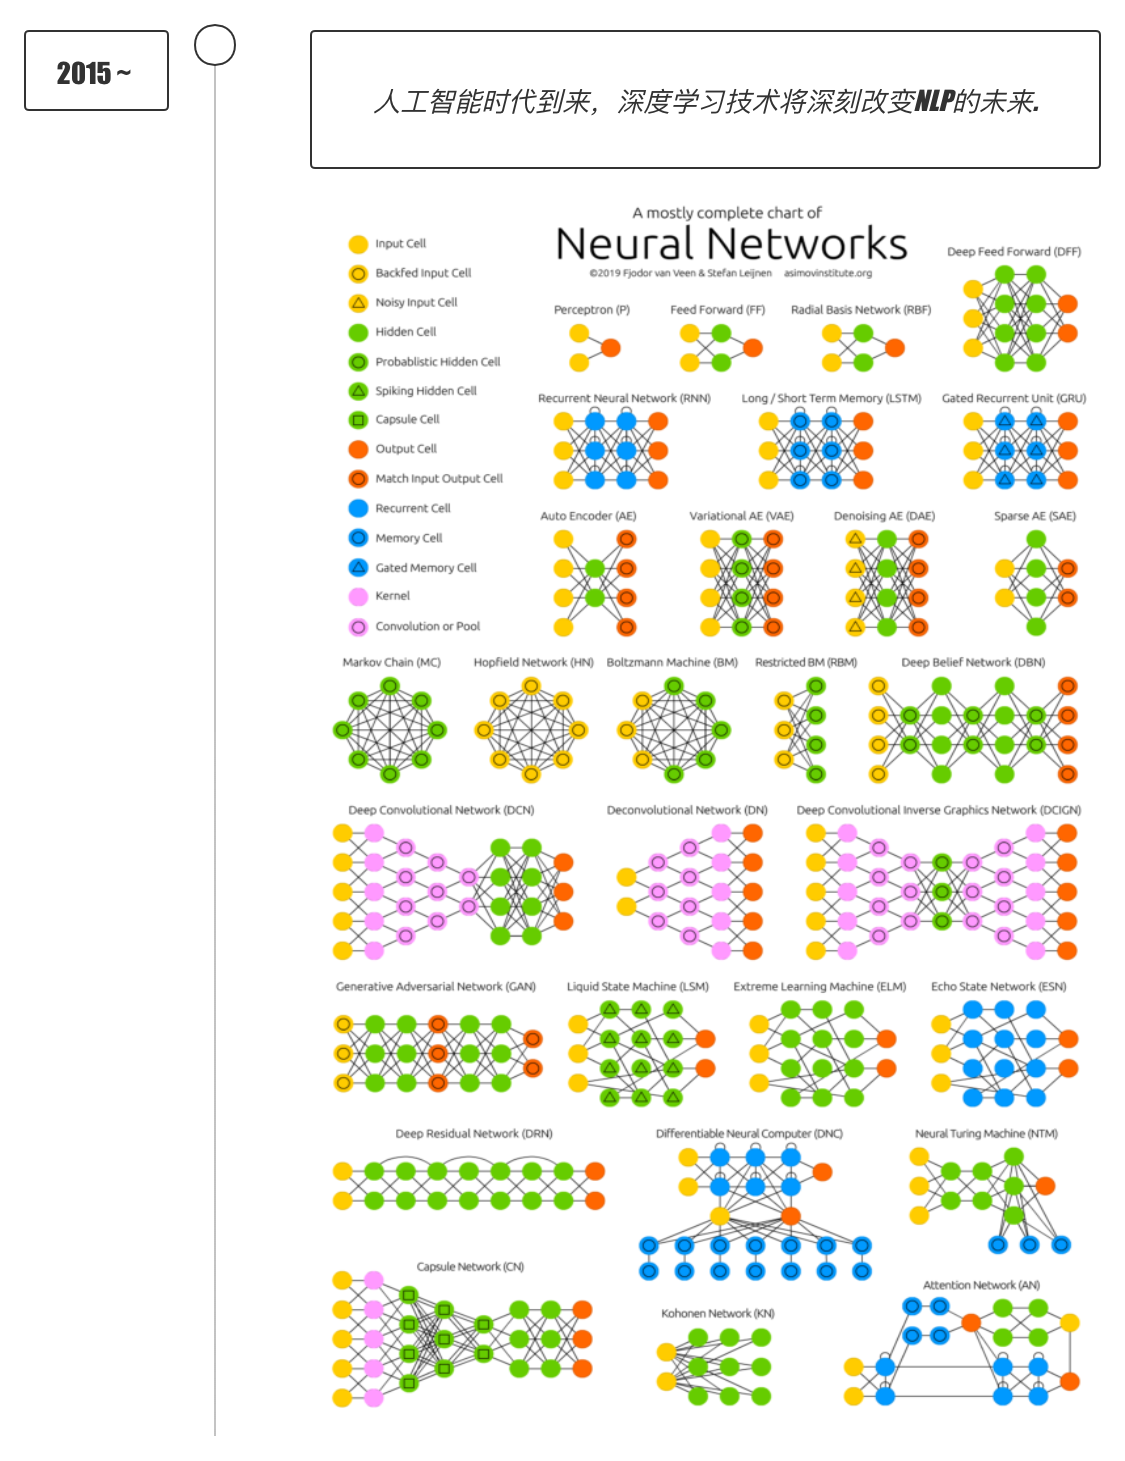 2015 ~
人工智能时代到来，深度学习技术将深刻改变NLP的未来.
A mostly complete chart of
Neural Networks
©2019 Fjodor van Veen & Stefan Leijnen asimovinstitute.org
Input Cell
Backfed Input Cell
Noisy Input Cell
Hidden Cell
Probablistic Hidden Cell
Spiking Hidden Cell
Capsule Cell
Output Cell
Match Input Output Cell
Recurrent Cell
Memory Cell
Gated Memory Cell
Kernel
Convolution or Pool
Deep Feed Forward (DFF)
Perceptron (P)
Feed Forward (FF)
Radial Basis Network (RBF)
Recurrent Neural Network (RNN)
Long / Short Term Memory (LSTM)
Gated Recurrent Unit (GRU)
Auto Encoder (AE)
Variational AE (VAE)
Denoising AE (DAE)
Sparse AE (SAE)
Markov Chain (MC)
Hopfield Network (HN)
Boltzmann Machine (BM)
Restricted BM (RBM)
Deep Belief Network (DBN)
Deep Convolutional Network (DCN)
Deconvolutional Network (DN)
Deep Convolutional Inverse Graphics Network (DCIGN)
Generative Adversarial Network (GAN)
Liquid State Machine (LSM)
Extreme Learning Machine (ELM)
Echo State Network (ESN)
Deep Residual Network (DRN)
Differentiable Neural Computer (DNC)
Neural Turing Machine (NTM)
Capsule Network (CN)
Kohonen Network (KN)
Attention Network (AN)